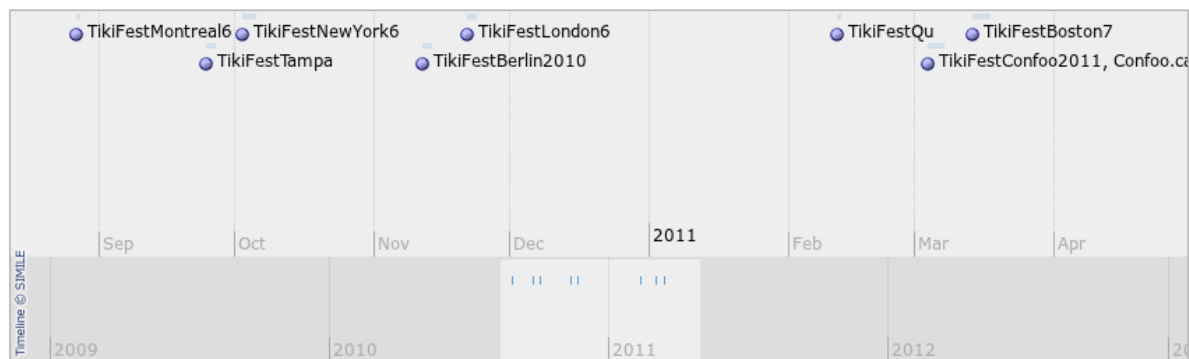 TikiFestMontreal6 TikiFestNewYork6 TikiFestLondon6 TikiFestQu TikiFestBoston7
TikiFestTampa TikiFestBerlin2010 TikiFestConfoo2011, Confoo.ca
Sep Oct Nov Dec 2011 Feb Mar Apr
Timeline © SIMILE
2009 2010 2011 2012